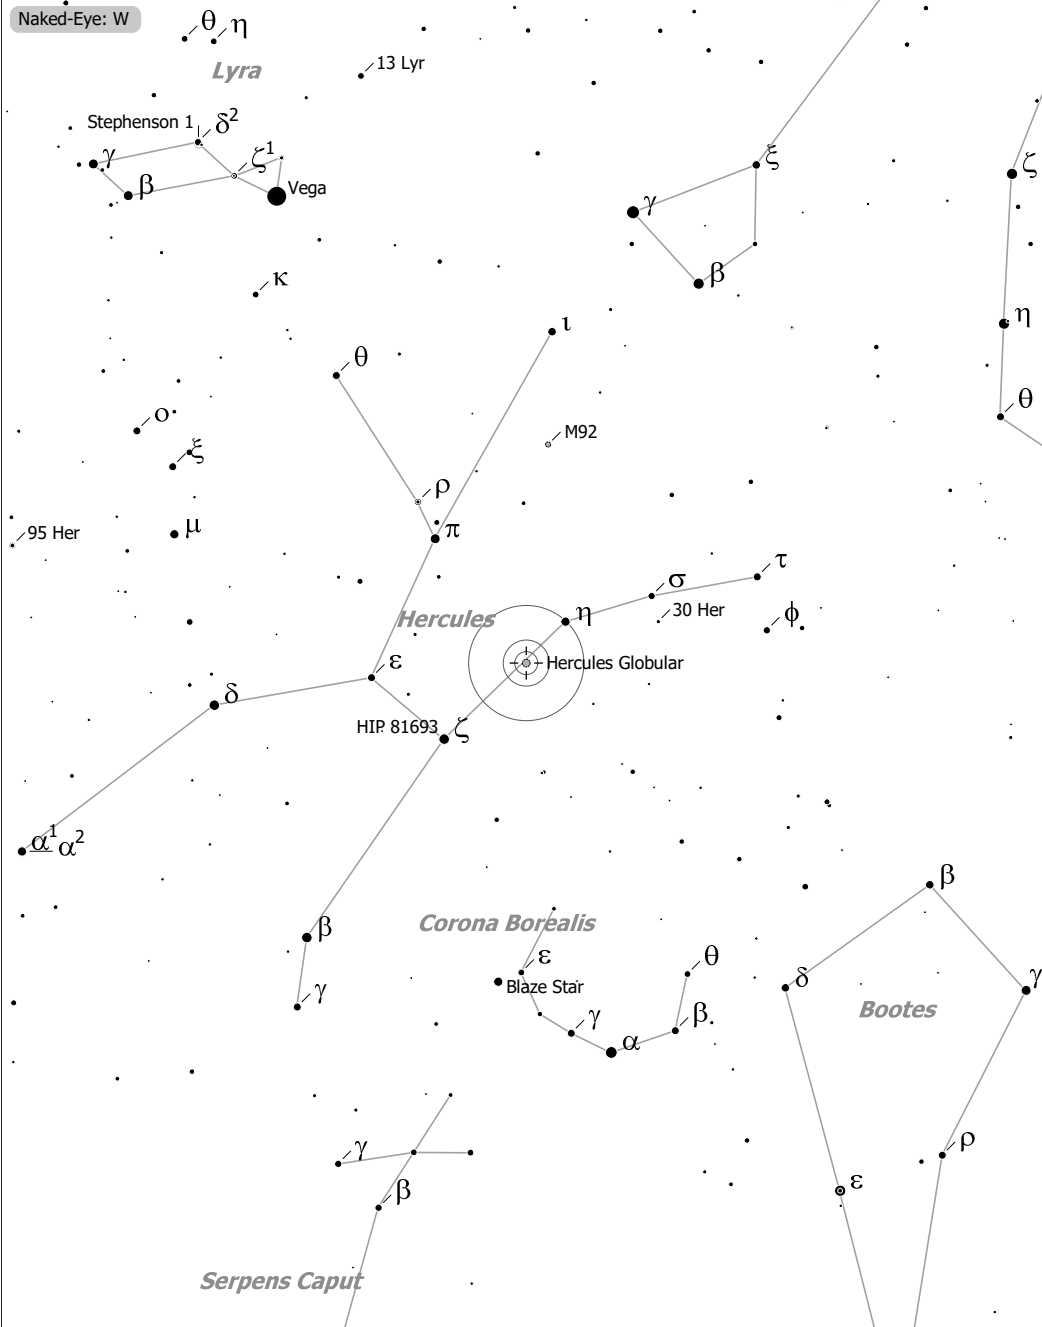 Naked-Eye: W
θ η
Lyra
13 Lyr
Stephenson 1 δ2
γ
ζ1
β
Vega
κ
ξ
γ
β
ζ
η
θ
ι
θ
ο
ξ
M92
ρ
π
μ
95 Her
Hercules
σ
τ
η
30 Her
φ
Hercules Globular
ε
δ
HIP 81693
ζ
α1 α2
β
γ
Corona Borealis
ε
Blaze Star
γ
α
β
θ
β
δ
γ
Bootes
ρ
ε
γ
β
Serpens Caput